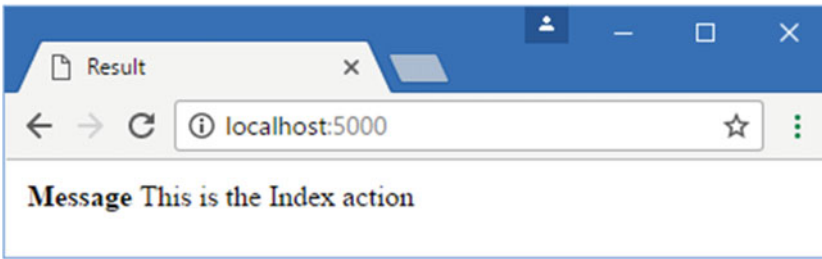 Result
localhost:5000
Message This is the Index action